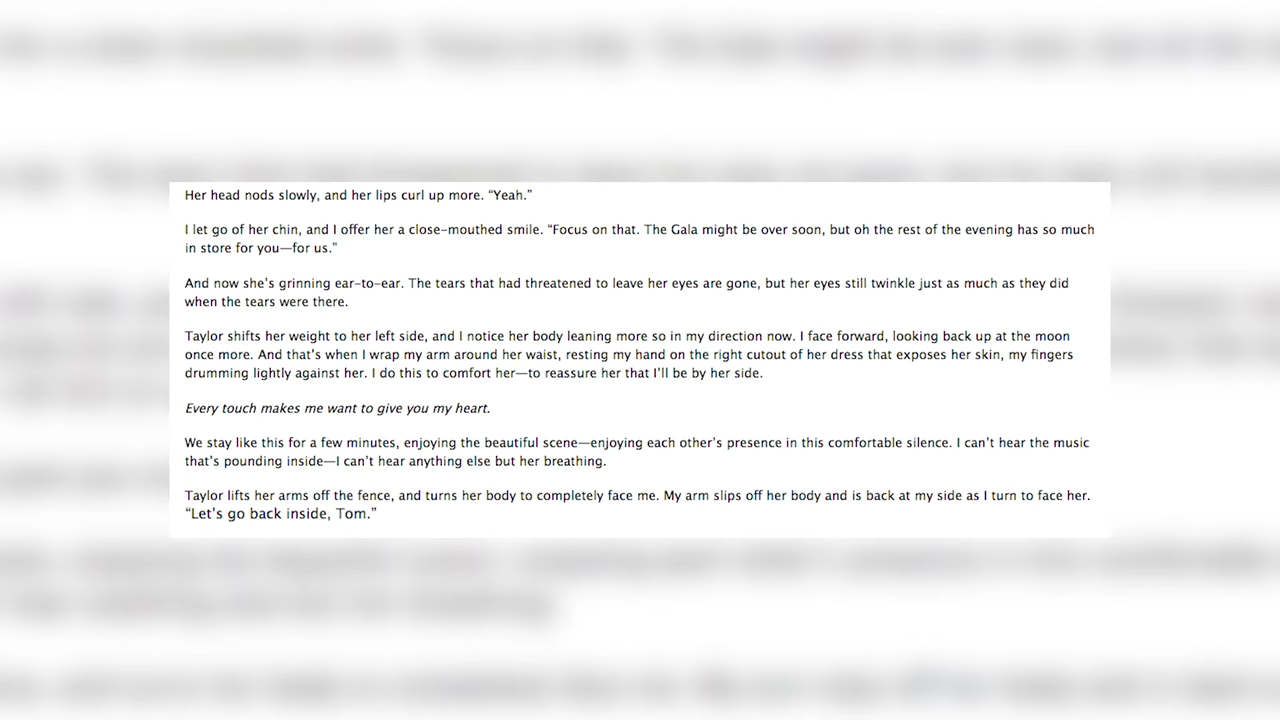 Her head nods slowly, and her lips curl up more. “Yeah.”
I let go of her chin, and I offer her a close-mouthed smile. “Focus on that. The Gala might be over soon, but oh the rest of the evening has so much
in store for you—for us.”
And now she’s grinning ear-to-ear. The tears that had threatened to leave her eyes are gone, but her eyes still twinkle just as much as they did
when the tears were there.
Taylor shifts her weight to her left side, and I notice her body leaning more so in my direction now. I face forward, looking back up at the moon
once more. And that’s when I wrap my arm around her waist, resting my hand on the right cutout of her dress that exposes her skin, my fingers
drumming lightly against her. I do this to comfort her—to reassure her that I’ll be by her side.
Every touch makes me want to give you my heart.
We stay like this for a few minutes, enjoying the beautiful scene—enjoying each other’s presence in this comfortable silence. I can’t hear the music
that’s pounding inside—I can’t hear anything else but her breathing.
Taylor lifts her arms off the fence, and turns her body to completely face me. My arm slips off her body and is back at my side as I turn to face her.
“Let’s go back inside, Tom.”